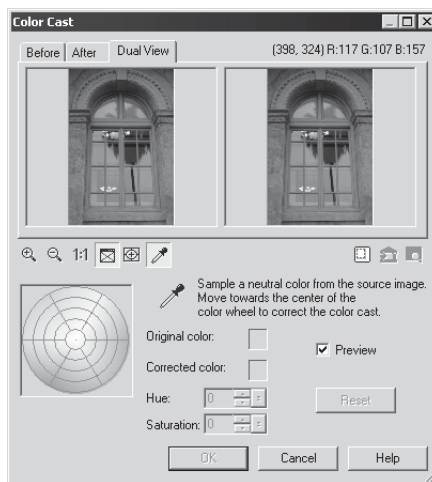 Color Cast
Before After Dual View (398, 324) R:117 G:107 B:157
1:1
Sample a neutral color from the source image.
Move towards the center of the
color wheel to correct the color cast.
Original color:
Preview
Corrected color:
Hue: 0 Reset
Saturation: 0
OK Cancel Help